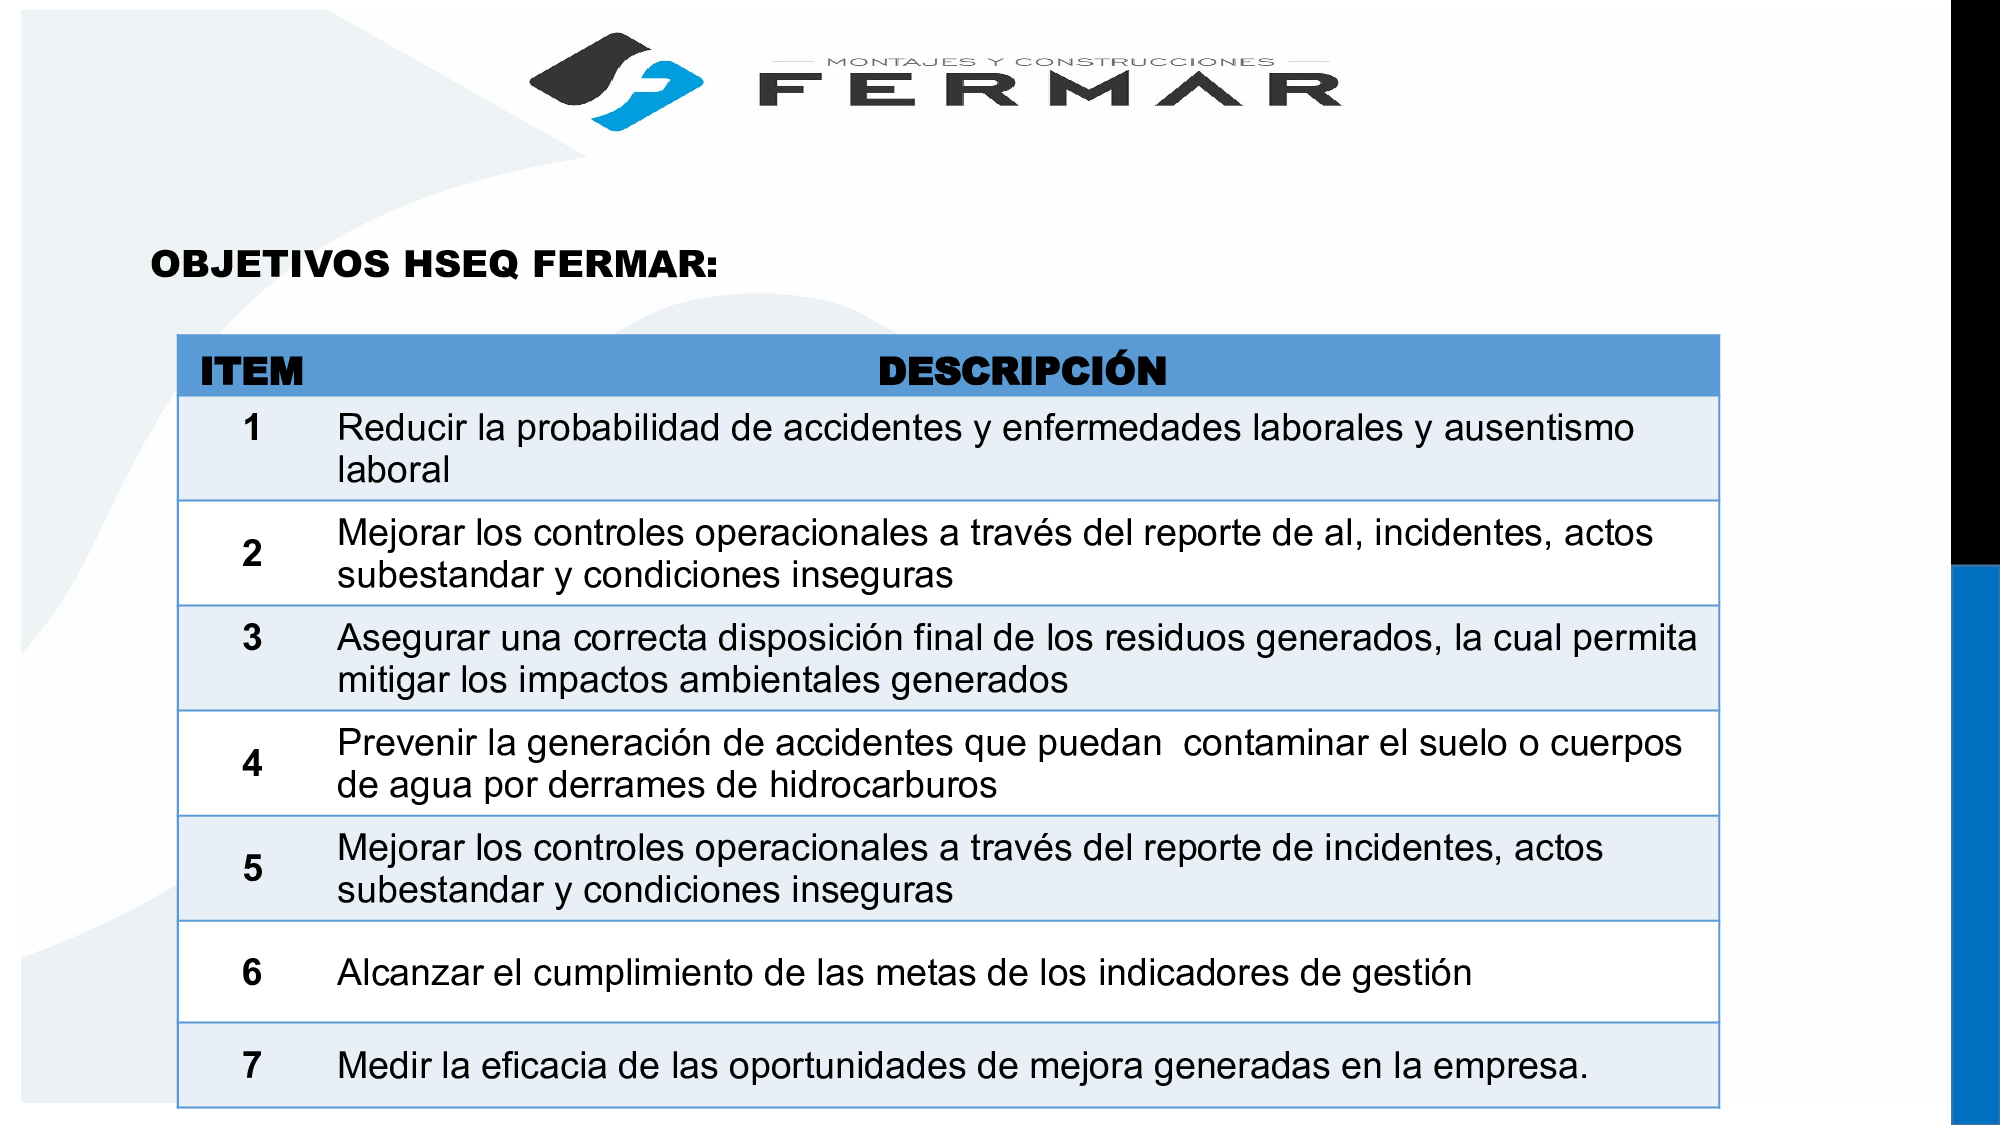 MONTAJES Y CONSTRUCCIONES
FERMAR
OBJETIVOS HSEQ FERMAR:
ITEM DESCRIPCIÓN
1 Reducir la probabilidad de accidentes y enfermedades laborales y ausentismo
laboral
2 Mejorar los controles operacionales a través del reporte de al, incidentes, actos
subestandar y condiciones inseguras
3 Asegurar una correcta disposición final de los residuos generados, la cual permita
mitigar los impactos ambientales generados
4 Prevenir la generación de accidentes que puedan  contaminar el suelo o cuerpos
de agua por derrames de hidrocarburos
5 Mejorar los controles operacionales a través del reporte de incidentes, actos
subestandar y condiciones inseguras
6 Alcanzar el cumplimiento de las metas de los indicadores de gestión
7 Medir la eficacia de las oportunidades de mejora generadas en la empresa.